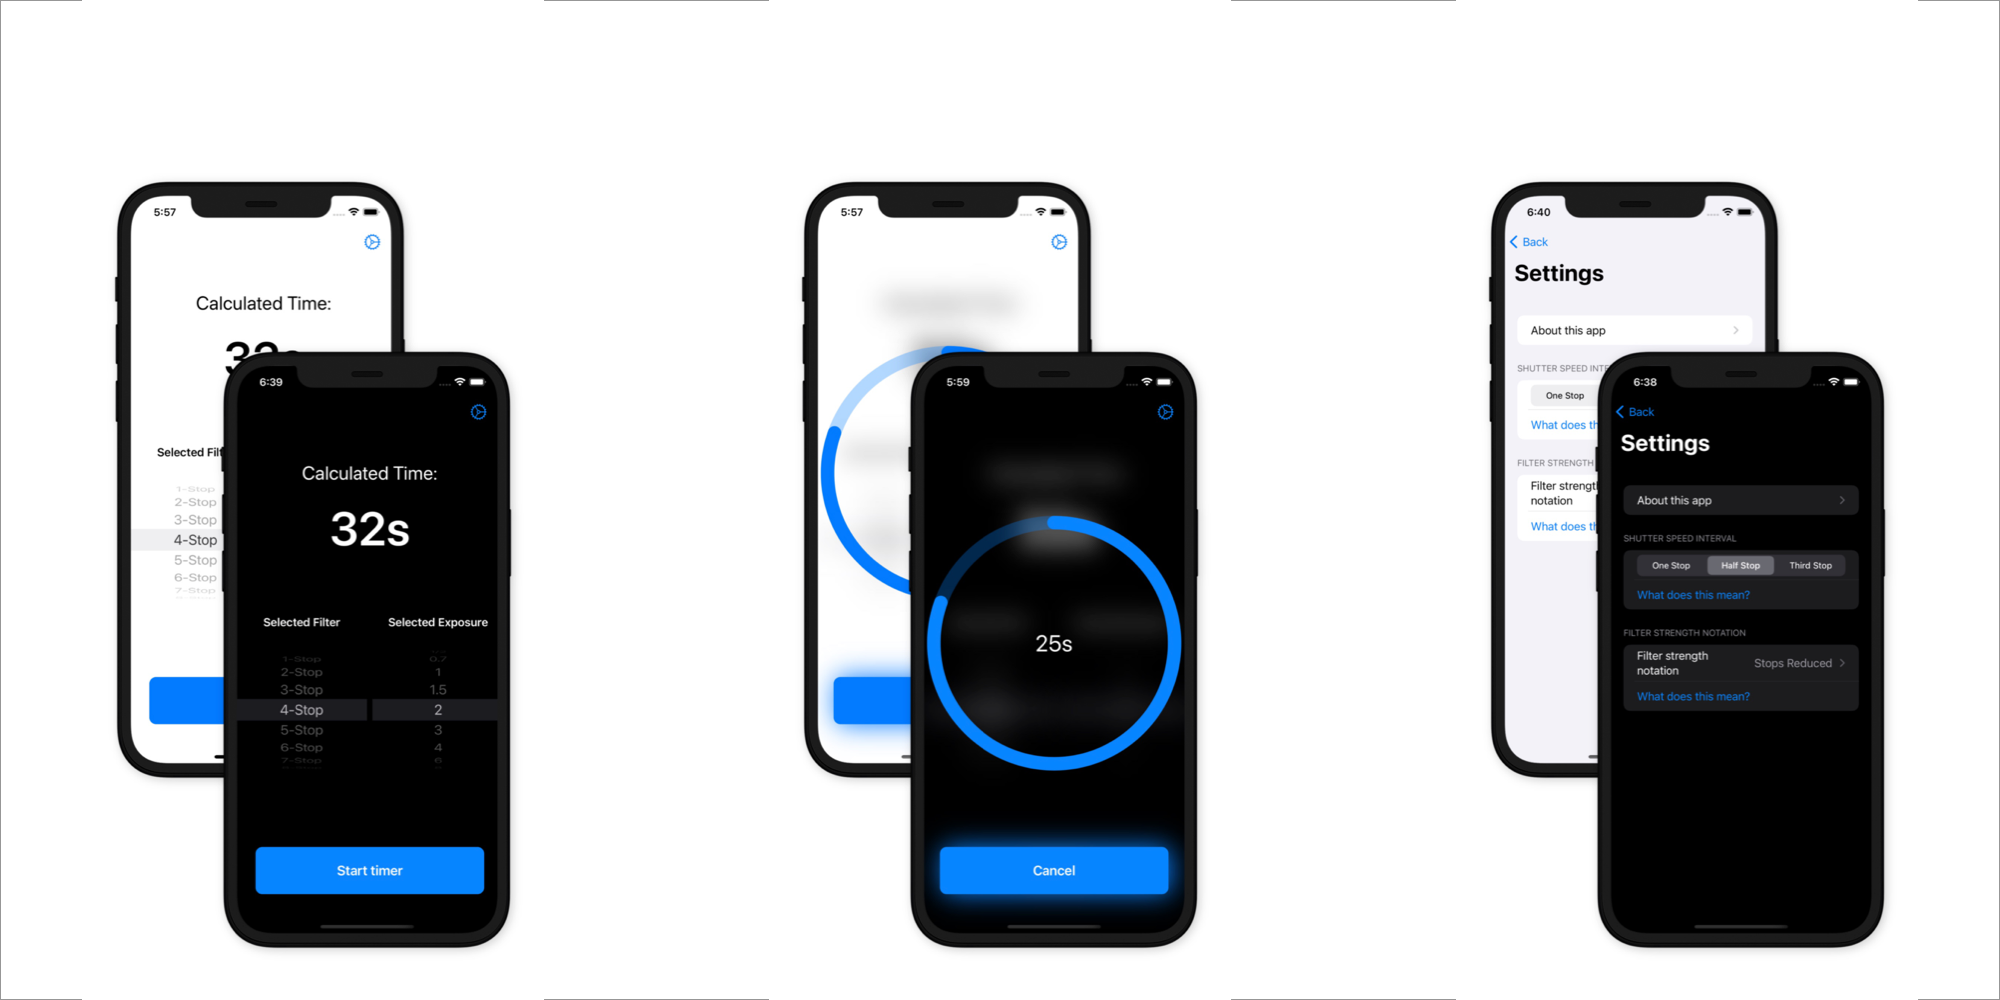 5:57
Calculated Time:
32s
Selected Filt
1-Stop
2-Stop
3-Stop
4-Stop
5-Stop
6-Stop
7-Stop
6:39
Calculated Time:
32s
Selected Filter
Selected Exposure
1-Stop
2-Stop
3-Stop
4-Stop
5-Stop
6-Stop
7-Stop
0.7
1
1.5
2
3
4
6
Start timer
5:57
5:59
25s
Cancel
6:40
Back
Settings
About this app
SHUTTER SPEED INTE
One Stop
What does th
FILTER STRENGTH
Filter strengt
notation
What does th
6:38
Back
Settings
About this app
SHUTTER SPEED INTERVAL
One Stop
Half Stop
Third Stop
What does this mean?
FILTER STRENGTH NOTATION
Filter strength
notation
Stops Reduced
What does this mean?